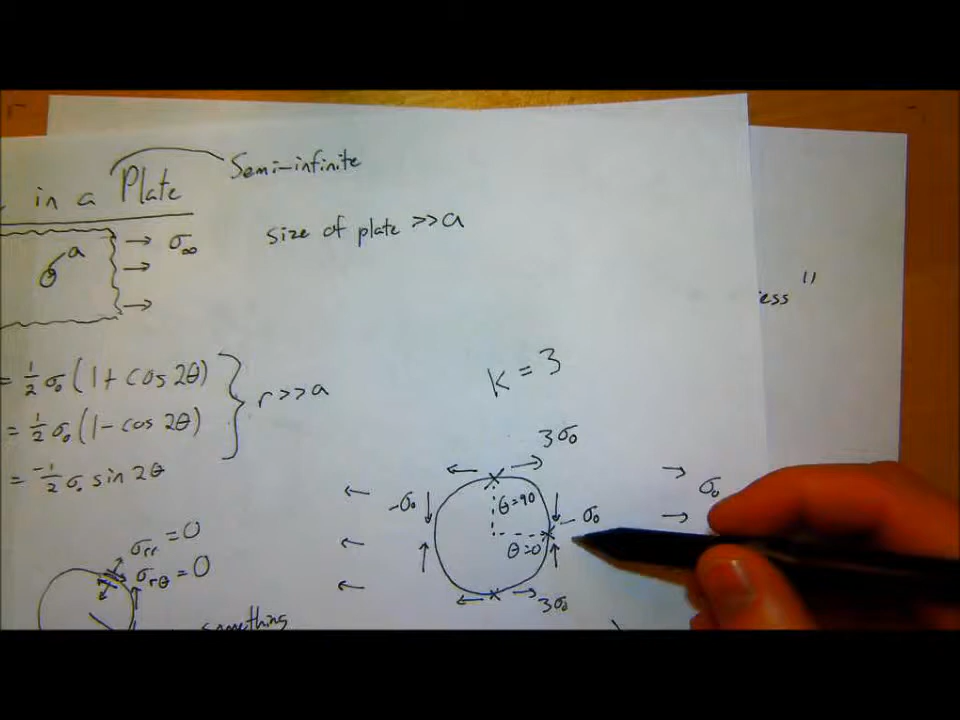 in a Plate
Semi-infinite
size of plate >> a
a
σ∞
ess "
= ½ σ₀ (1 + cos 2θ)
= ½ σ₀ (1 - cos 2θ)
= -½ σ₀ sin 2θ
r >> a
K = 3
3σ₀
-σ₀
θ=90
- σ₀
θ=0
3σ₀
σ₀
σrr = 0
σrθ = 0
something